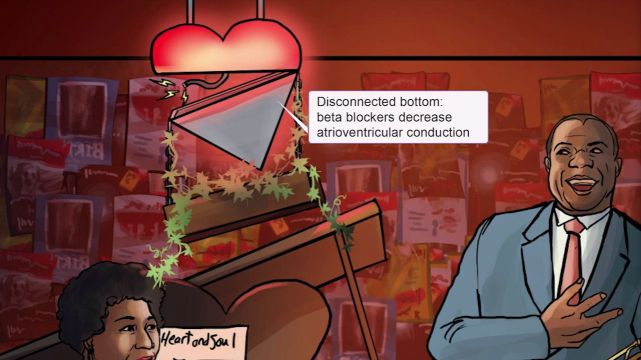 Disconnected bottom:
beta blockers decrease
atrioventricular conduction
Heart and Soul